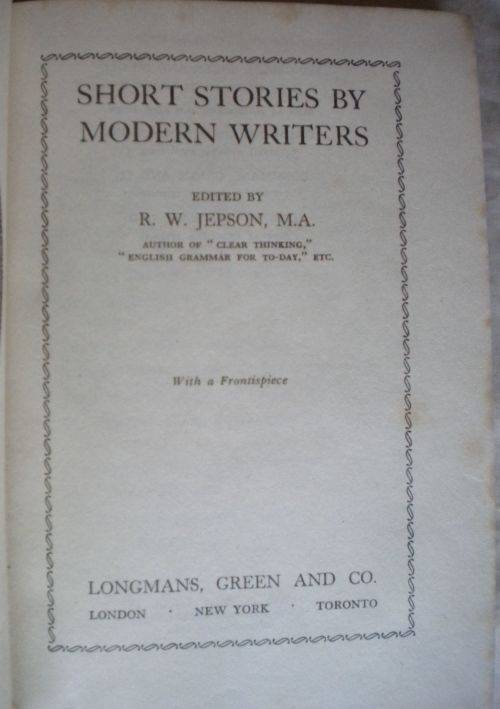 SHORT STORIES BY
MODERN WRITERS
EDITED BY
R. W. JEPSON, M.A.
AUTHOR OF "CLEAR THINKING,"
"ENGLISH GRAMMAR FOR TO-DAY," ETC.
With a Frontispiece
LONGMANS, GREEN AND CO.
LONDON · NEW YORK · TORONTO